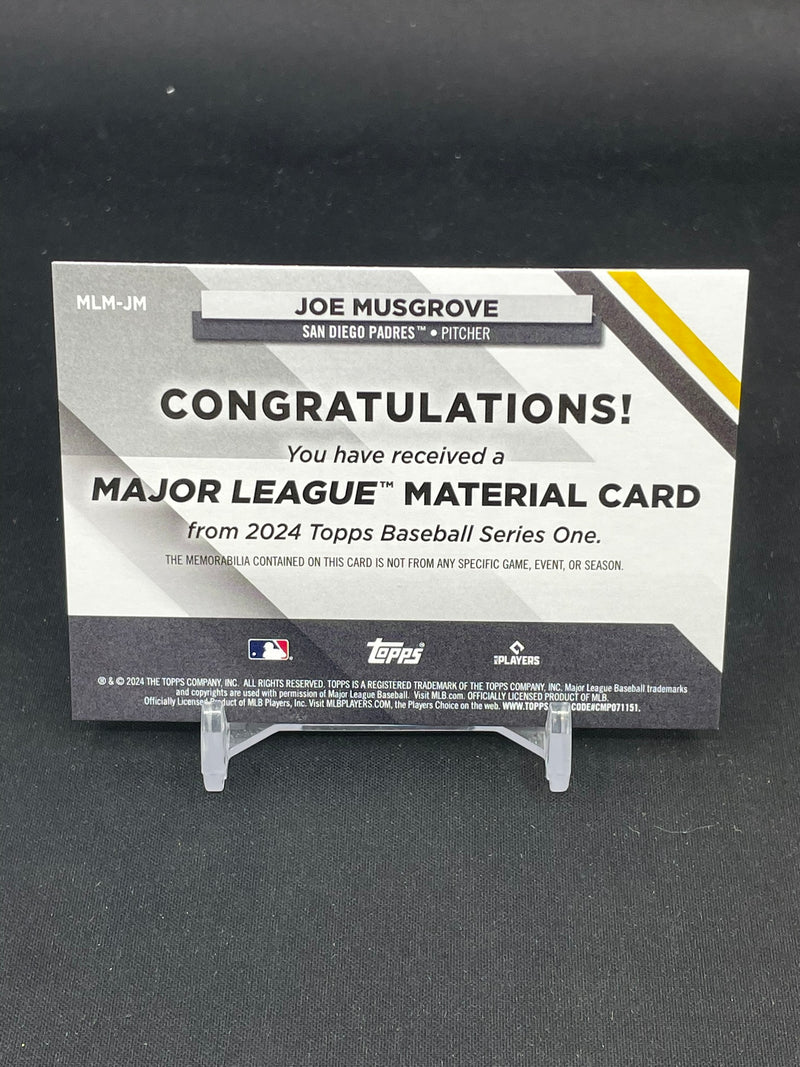 MLM-JM
JOE MUSGROVE
SAN DIEGO PADRES™ • PITCHER
CONGRATULATIONS!
You have received a
MAJOR LEAGUE™ MATERIAL CARD
from 2024 Topps Baseball Series One.
THE MEMORABILIA CONTAINED ON THIS CARD IS NOT FROM ANY SPECIFIC GAME, EVENT, OR SEASON.
Topps®
PLAYERS
® & © 2024 THE TOPPS COMPANY, INC. ALL RIGHTS RESERVED. TOPPS IS A REGISTERED TRADEMARK OF THE TOPPS COMPANY, INC. Major League Baseball trademarks
and copyrights are used with permission of Major League Baseball. Visit MLB.com. OFFICIALLY LICENSED PRODUCT OF MLB.
Officially Licensed Product of MLB Players, Inc. Visit MLBPLAYERS.COM, the Players Choice on the web. WWW.TOPPS CODE#CMP071151.